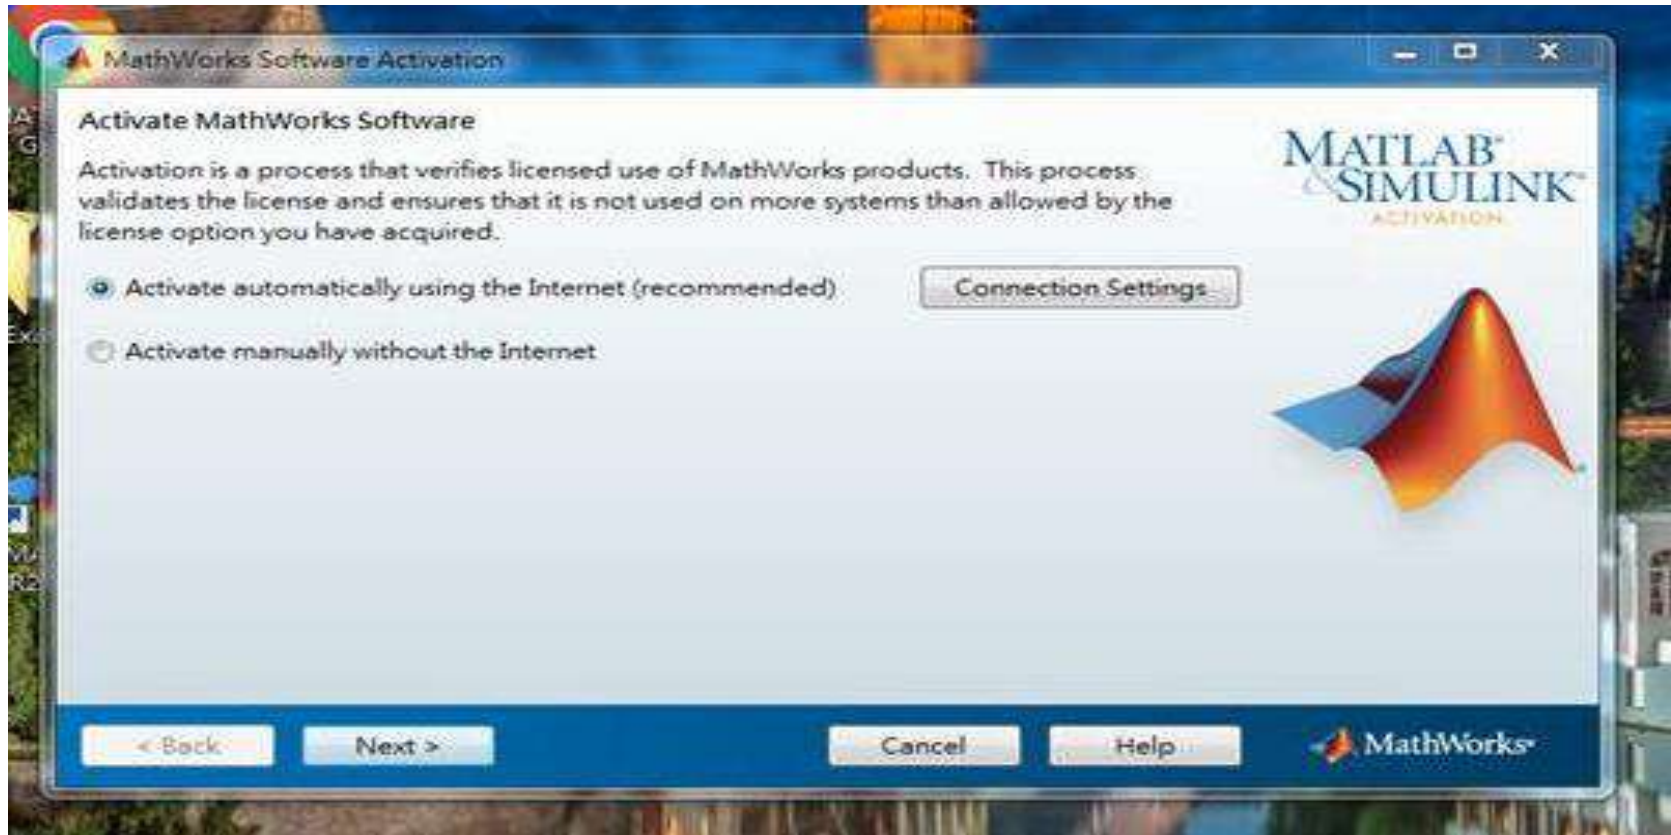 MathWorks Software Activation
Activate MathWorks Software
Activation is a process that verifies licensed use of MathWorks products. This process
validates the license and ensures that it is not used on more systems than allowed by the
license option you have acquired.
Activate automatically using the Internet (recommended)
Connection Settings
Activate manually without the Internet
MATLAB®
&SIMULINK®
ACTIVATION
< Back
Next >
Cancel
Help
MathWorks®